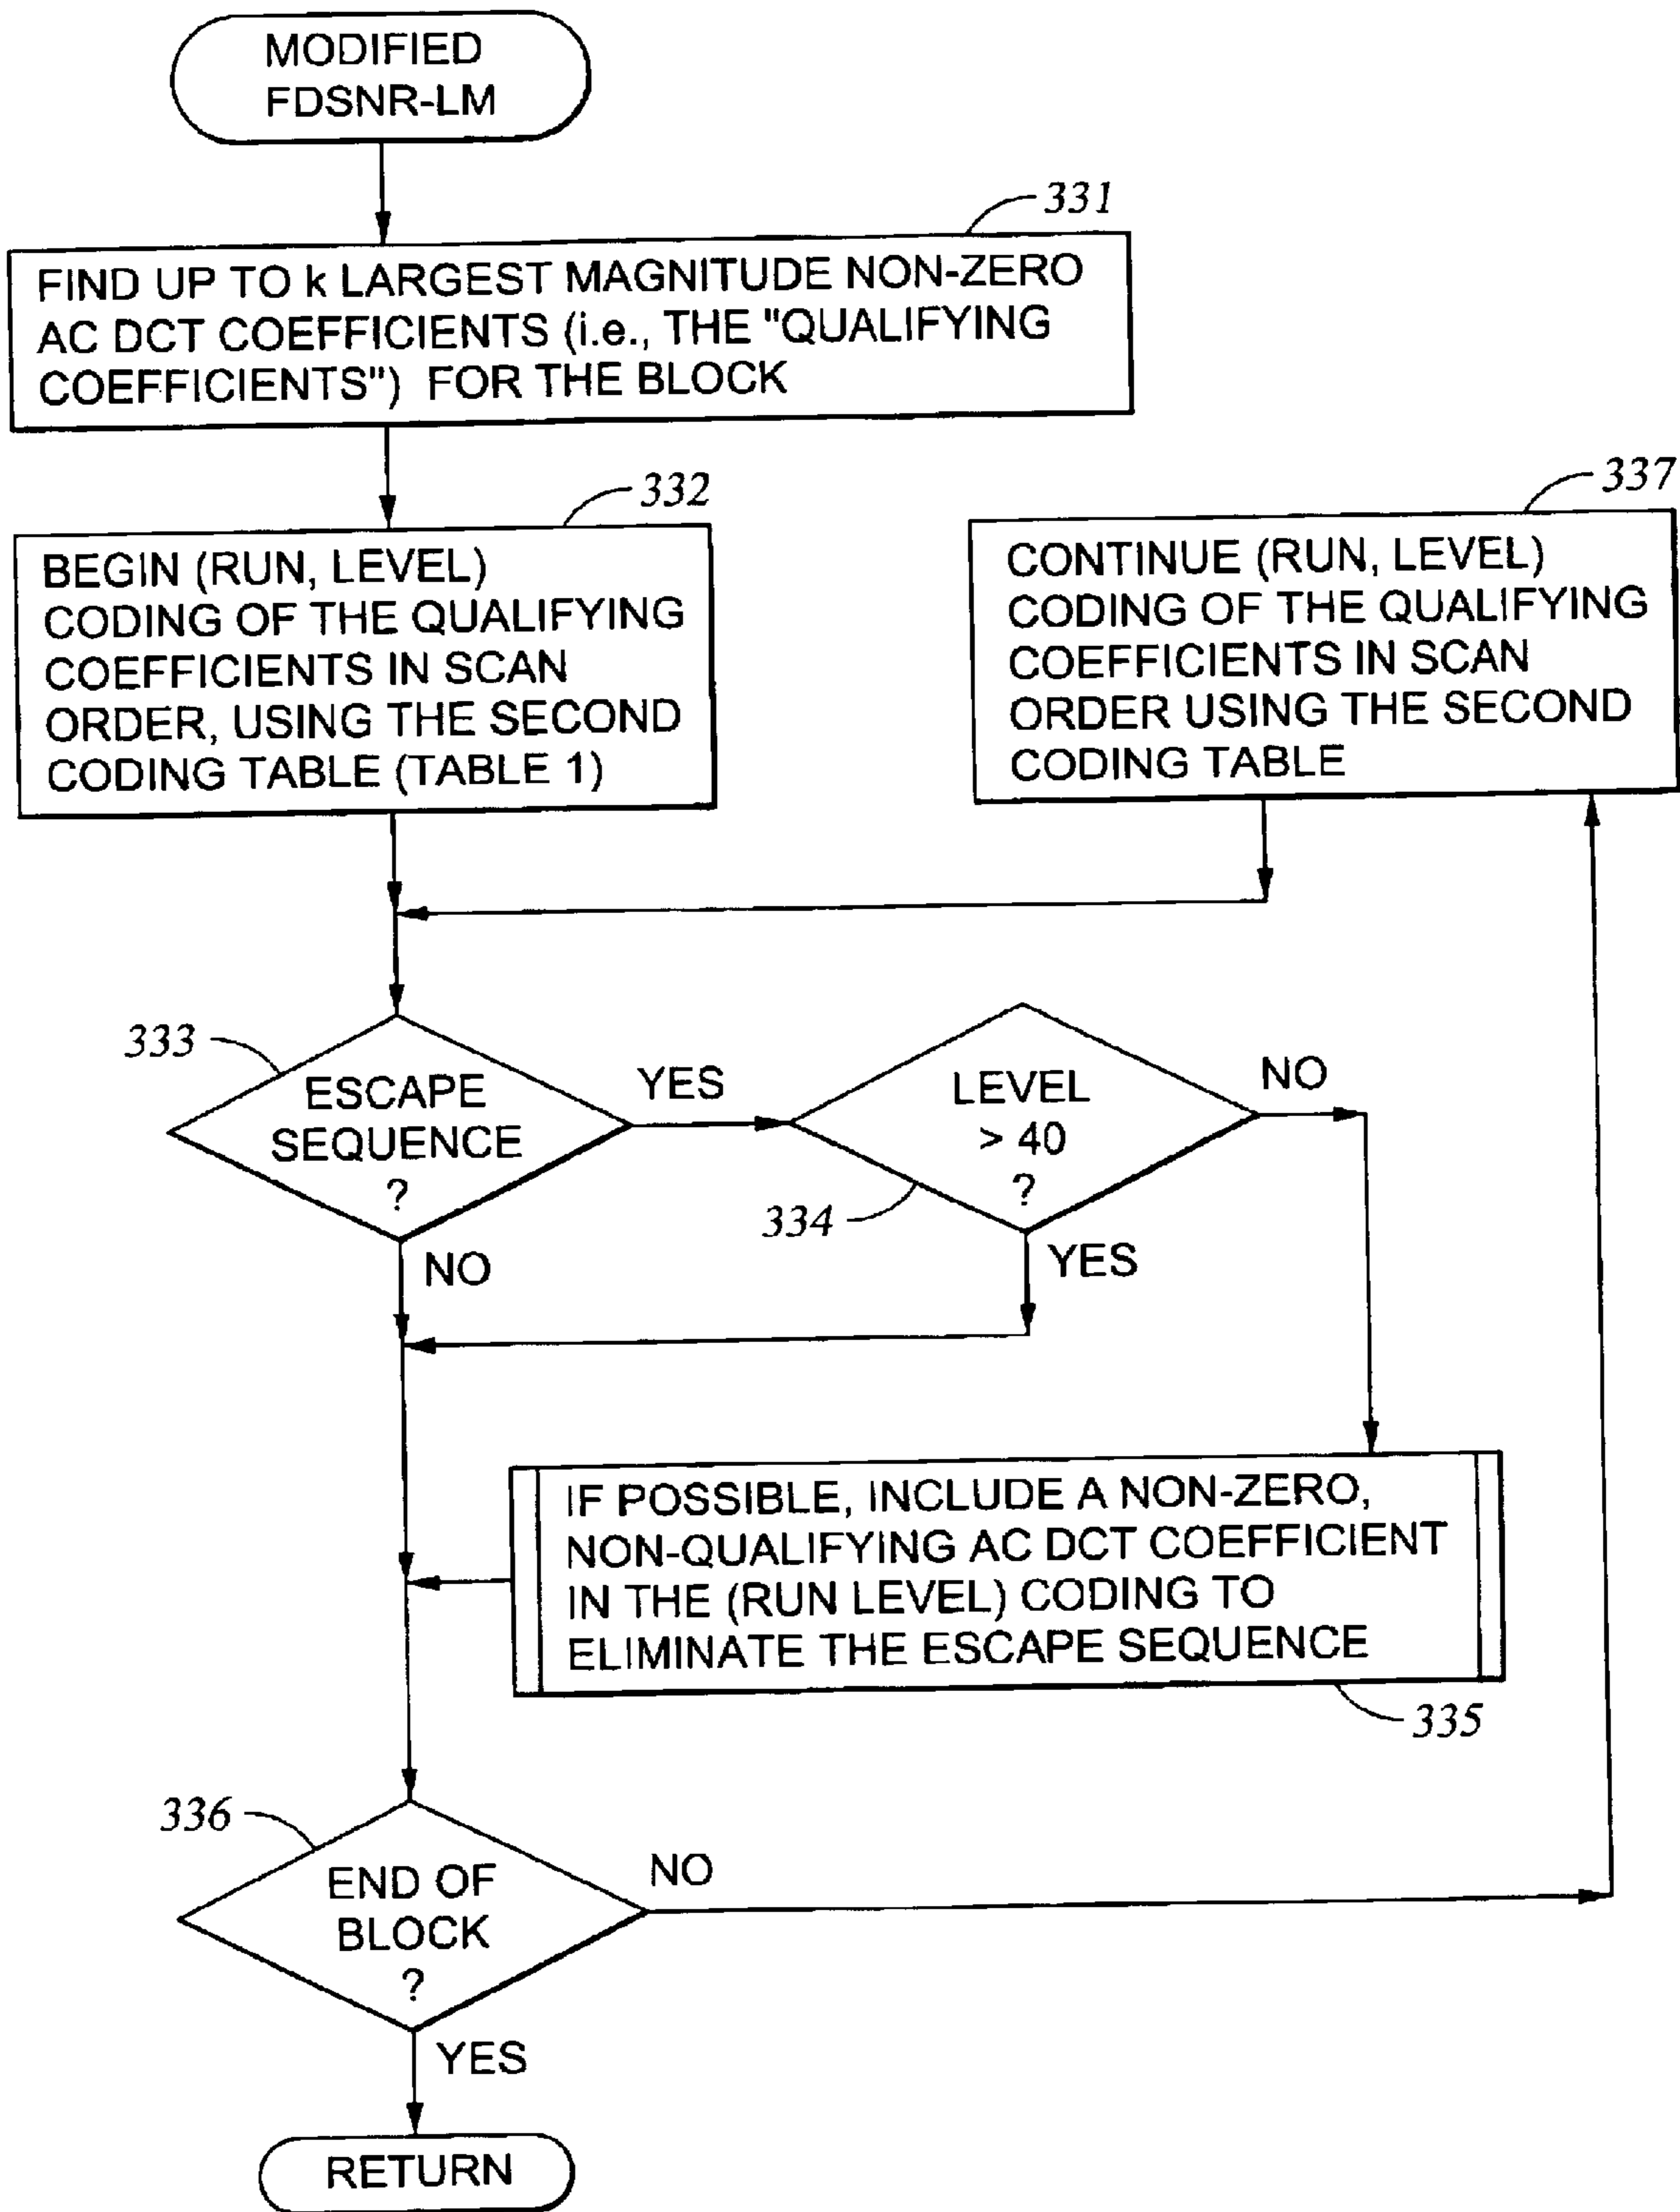 MODIFIED
FDSNR-LM
331
FIND UP TO k LARGEST MAGNITUDE NON-ZERO
AC DCT COEFFICIENTS (i.e., THE "QUALIFYING
COEFFICIENTS") FOR THE BLOCK
332
BEGIN (RUN, LEVEL)
CODING OF THE QUALIFYING
COEFFICIENTS IN SCAN
ORDER, USING THE SECOND
CODING TABLE (TABLE 1)
337
CONTINUE (RUN, LEVEL)
CODING OF THE QUALIFYING
COEFFICIENTS IN SCAN
ORDER USING THE SECOND
CODING TABLE
333
ESCAPE
SEQUENCE
?
YES
NO
LEVEL
> 40
?
334
NO
YES
IF POSSIBLE, INCLUDE A NON-ZERO,
NON-QUALIFYING AC DCT COEFFICIENT
IN THE (RUN LEVEL) CODING TO
ELIMINATE THE ESCAPE SEQUENCE
335
336
END OF
BLOCK
?
NO
YES
RETURN